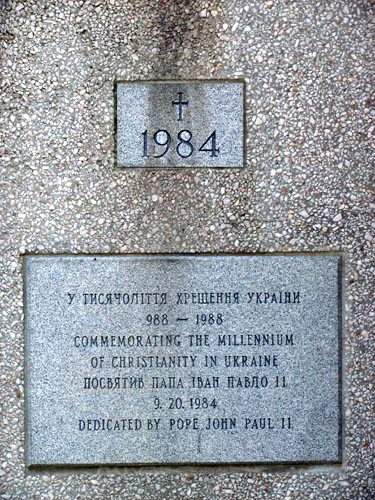 1984
У ТИСЯЧОЛІТТЯ ХРЕЩЕННЯ УКРАЇНИ
988 — 1988
COMMEMORATING THE MILLENNIUM
OF CHRISTIANITY IN UKRAINE
ПОСВЯТИВ ПАПА ІВАН ПАВЛО II
9. 20. 1984
DEDICATED BY POPE JOHN PAUL II